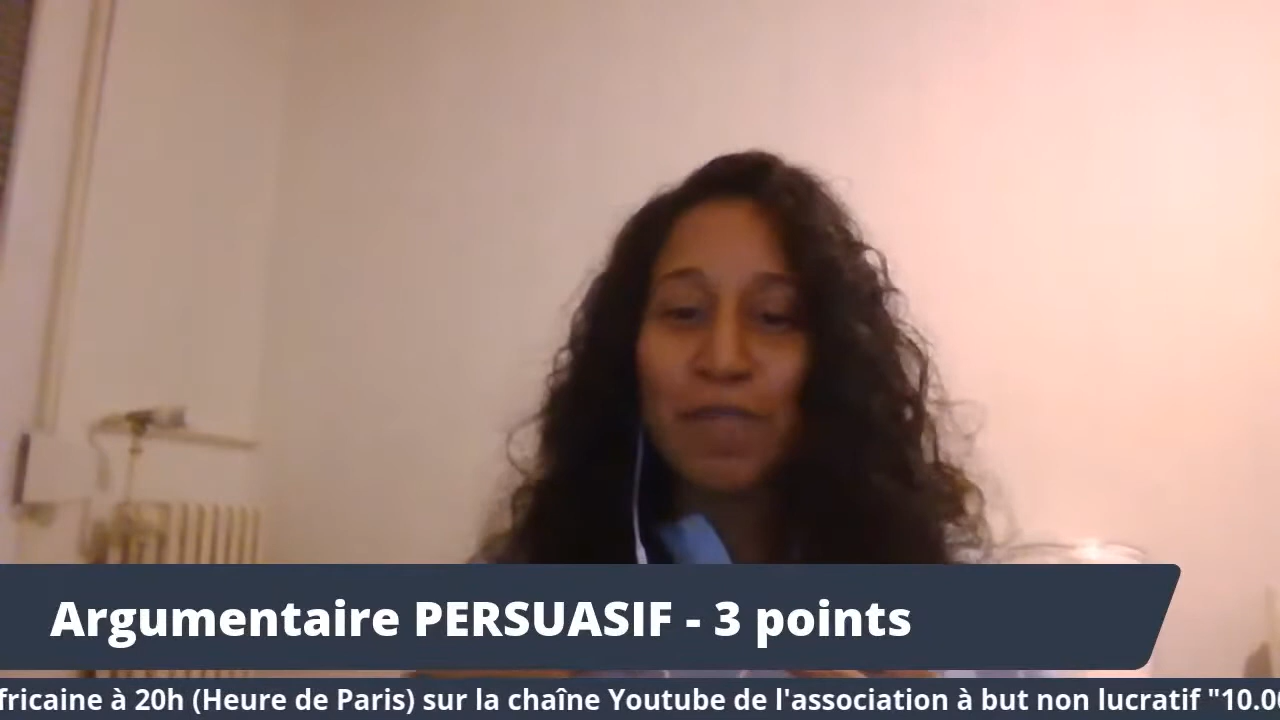 Argumentaire PERSUASIF - 3 points
fricaine à 20h (Heure de Paris) sur la chaîne Youtube de l'association à but non lucratif "10.0